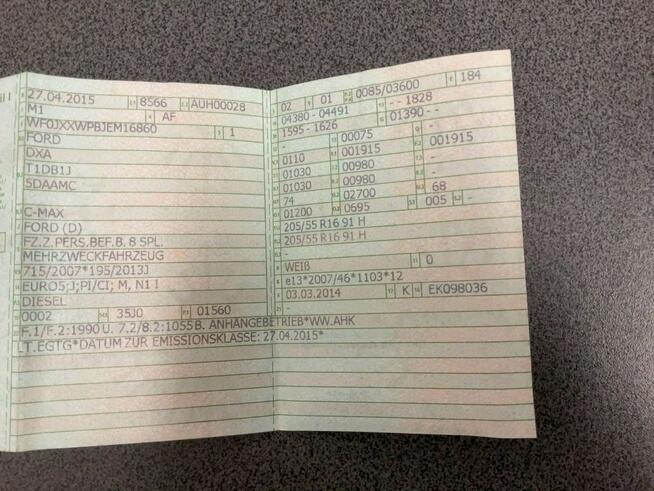 27.04.2015 8566 AUH00028
M1 AF
WF0JXXWPBJEM16860 1
FORD
DXA
T1DB1J
5DAAMC
C-MAX
FORD (D)
FZ.Z.PERS.BEF.B. 8 SPL.
MEHRZWECKFAHRZEUG
715/2007*195/2013J
EURO5;J;PI/CI; M, N1 I
DIESEL
0002 35J0 01560
F.1/F.2:1990 U. 7.2/8.2:1055 B. ANHÄNGEBETRIEB*WW.AHK
LT.EGTG*DATUM ZUR EMISSIONSKLASSE: 27.04.2015*
02 01 0085/03600 184
04380 - 04491 - - 1828
1595 - 1626 01390 - -
- 00075 -
0110 001915 001915
01030 00980 -
01030 00980 -
74 02700 68
01200 0695 005 -
205/55 R16 91 H
205/55 R16 91 H
-
WEIß 0
e13*2007/46*1103*12
03.03.2014 K EK098036